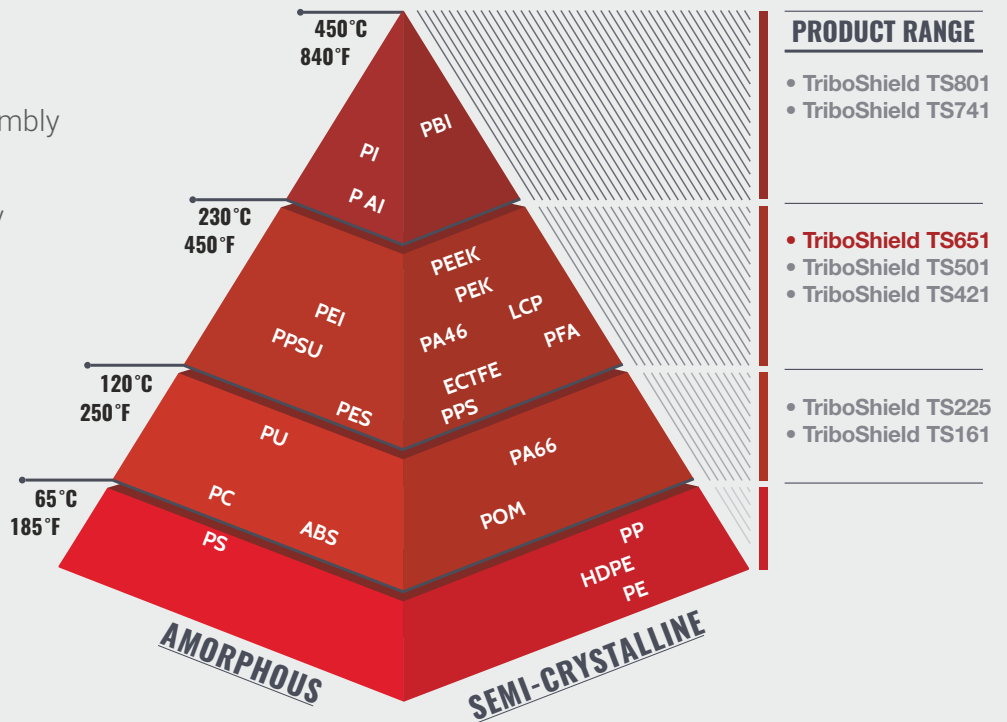 450°C
840°F
PRODUCT RANGE
• TriboShield TS801
• TriboShield TS741
mbly
PBI
PI
P AI
230°C
450°F
• TriboShield TS651
• TriboShield TS501
• TriboShield TS421
PEEK
PEK
LCP
PEI
PA46
PFA
PPSU
ECTFE
120°C
250°F
PES
PPS
• TriboShield TS225
• TriboShield TS161
PU
PA66
65°C
185°F
PC
ABS
POM
PS
PP
HDPE
PE
AMORPHOUS
SEMI-CRYSTALLINE